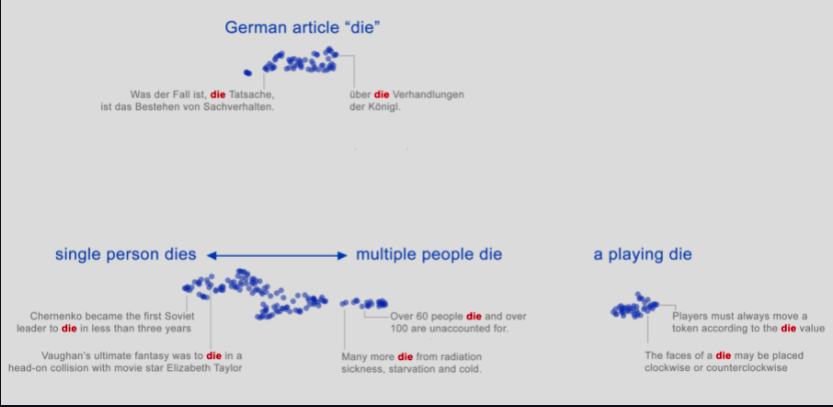 German article “die”
Was der Fall ist, die Tatsache,
ist das Bestehen von Sachverhalten.
über die Verhandlungen
der Königl.
single person dies
multiple people die
a playing die
Chernenko became the first Soviet
leader to die in less than three years
Over 60 people die and over
100 are unaccounted for.
Players must always move a
token according to the die value
Vaughan’s ultimate fantasy was to die in a
head-on collision with movie star Elizabeth Taylor
Many more die from radiation
sickness, starvation and cold.
The faces of a die may be placed
clockwise or counterclockwise